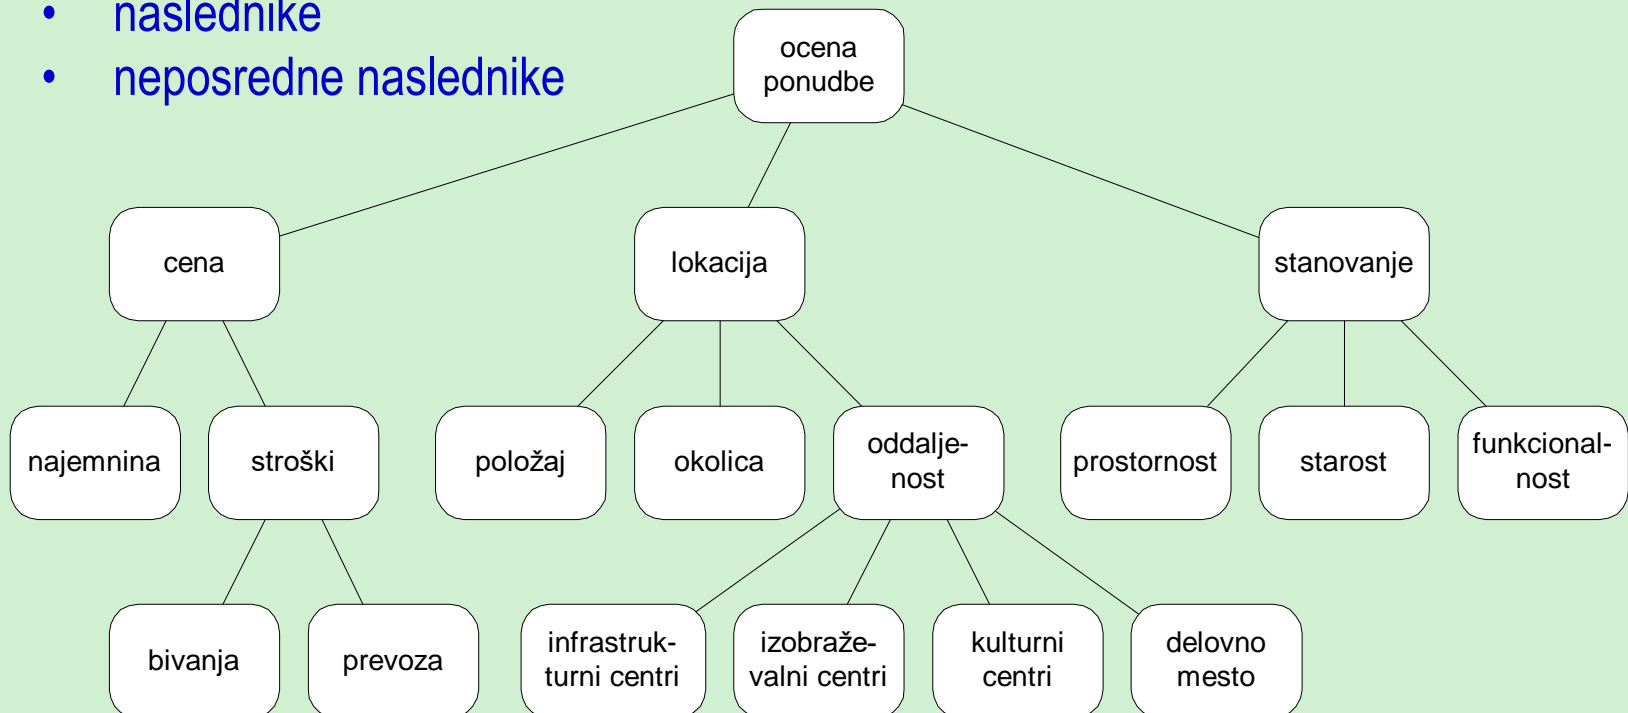 • naslednike
• neposredne naslednike
ocena
ponudbe
cena
lokacija
stanovanje
najemnina
stroški
položaj
okolica
oddalje-
nost
prostornost
starost
funkcional-
nost
bivanja
prevoza
infrastruk-
turni centri
izobraže-
valni centri
kulturni
centri
delovno
mesto